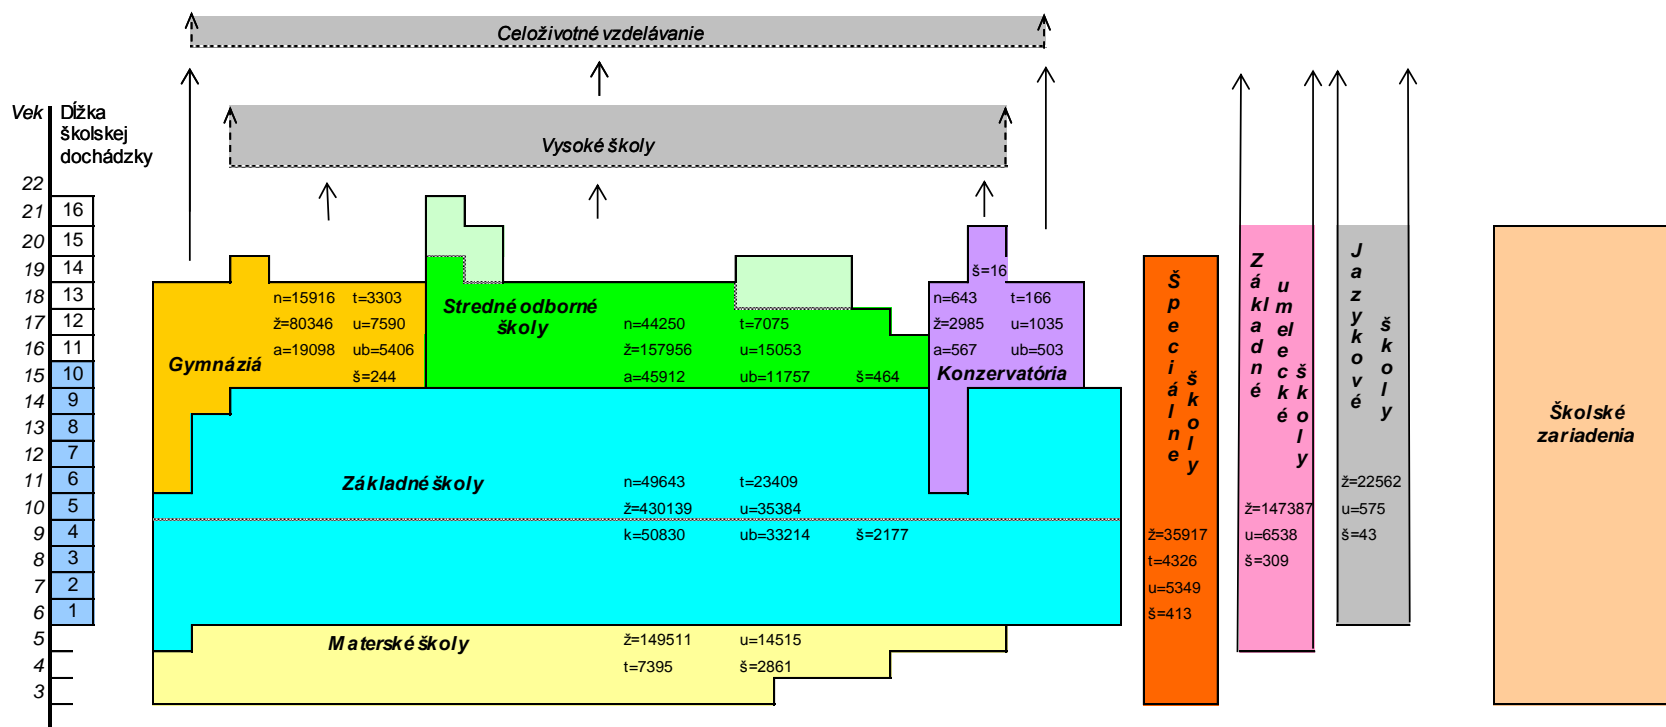 Celoživotné vzdelávanie
Vek
Dĺžka
školskej
dochádzky
Vysoké školy
22
21 16
20 15
19 14
18 13
17 12
16 11
15 10
14 9
13 8
12 7
11 6
10 5
9 4
8 3
7 2
6 1
5
4
3
Gymnáziá
n=15916 t=3303
ž=80346 u=7590
a=19098 ub=5406
š=244
Stredné odborné
školy
n=44250 t=7075
ž=157956 u=15053
a=45912 ub=11757 š=464
š=16
n=643 t=166
ž=2985 u=1035
a=567 ub=503
Konzervatória
Základné školy
n=49643 t=23409
ž=430139 u=35384
k=50830 ub=33214 š=2177
Materské školy
ž=149511 u=14515
t=7395 š=2861
Špeciálne
školy
ž=35917
t=4326
u=5349
š=413
Základné
umelecké
školy
ž=147387
u=6538
š=309
Jazykové
školy
ž=22562
u=575
š=43
Školské
zariadenia